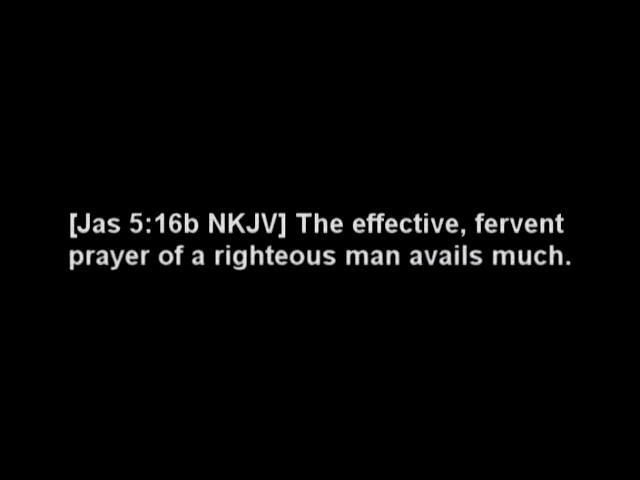 [Jas 5:16b NKJV] The effective, fervent
prayer of a righteous man avails much.